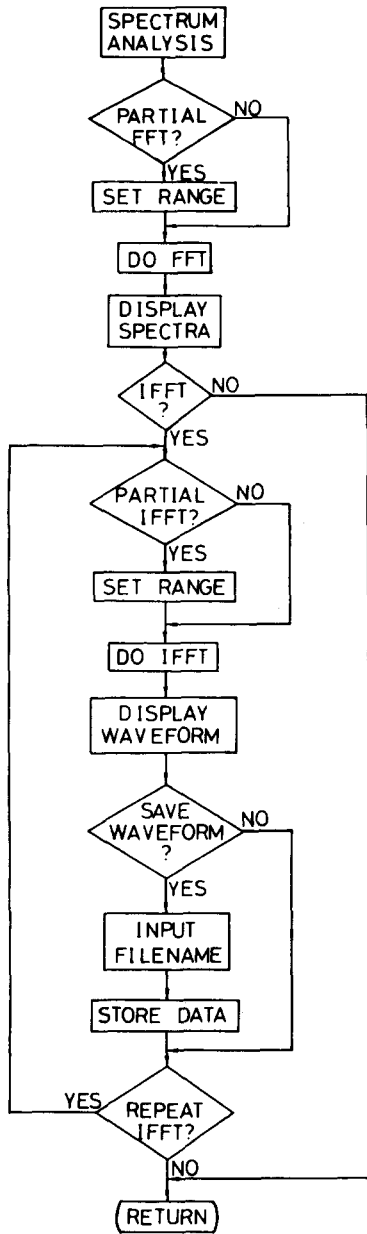 SPECTRUM
ANALYSIS
PARTIAL
FFT?
NO
YES
SET RANGE
DO FFT
DISPLAY
SPECTRA
IFFT
?
NO
YES
PARTIAL
IFFT?
NO
YES
SET RANGE
DO IFFT
DISPLAY
WAVEFORM
SAVE
WAVEFORM
?
NO
YES
INPUT
FILENAME
STORE DATA
YES
REPEAT
IFFT?
NO
(RETURN)